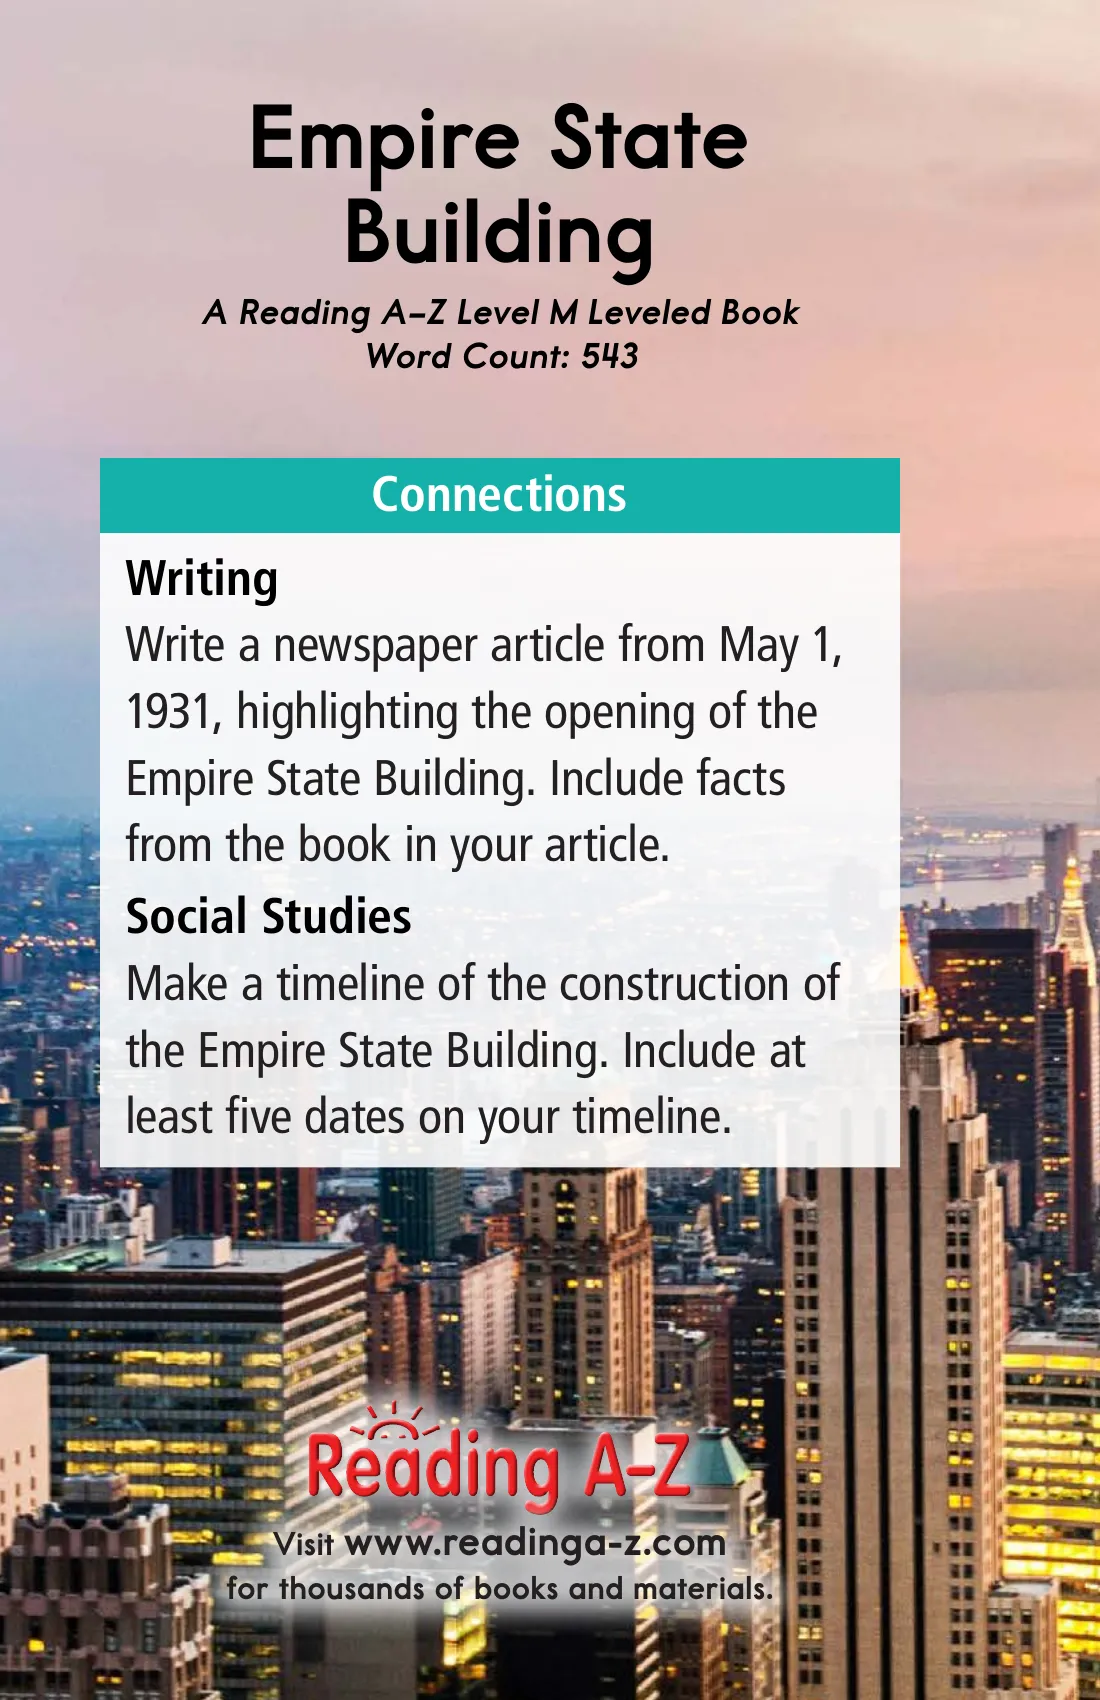 Empire State
Building
A Reading A–Z Level M Leveled Book
Word Count: 543
Connections
Writing
Write a newspaper article from May 1,
1931, highlighting the opening of the
Empire State Building. Include facts
from the book in your article.
Social Studies
Make a timeline of the construction of
the Empire State Building. Include at
least five dates on your timeline.
Reading A–Z
Visit www.readinga-z.com
for thousands of books and materials.